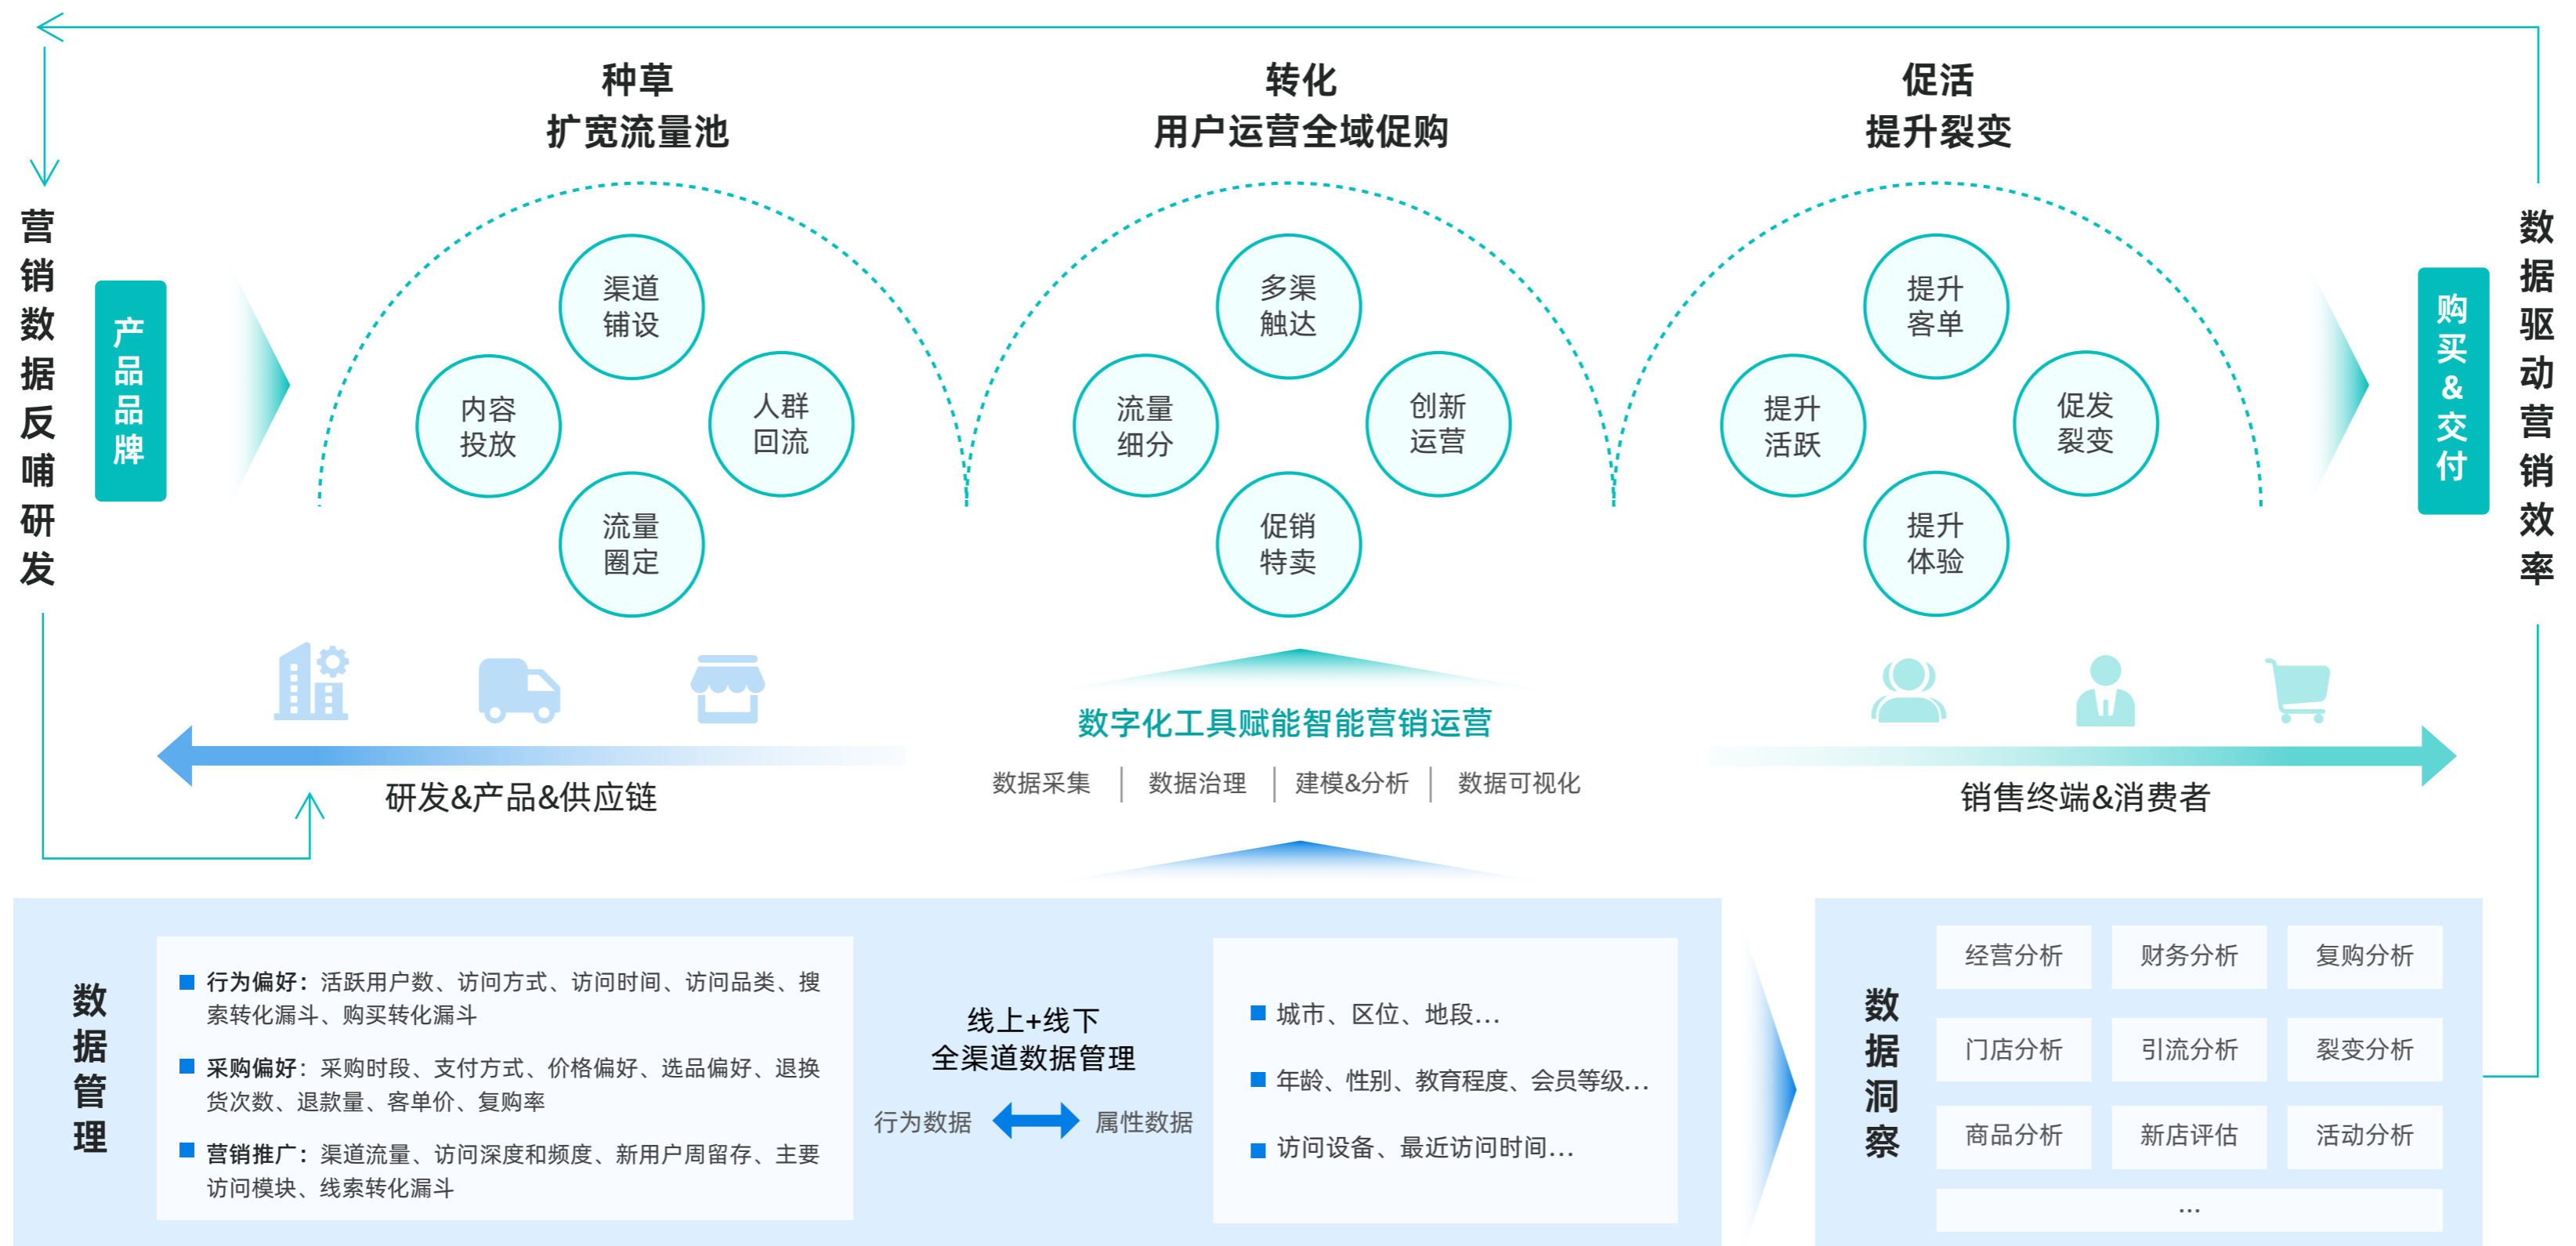 种草
扩宽流量池
转化
用户运营全域促购
促活
提升裂变
营销数据反哺研发
产品品牌
渠道
铺设
内容
投放
人群
回流
流量
圈定
多渠
触达
流量
细分
创新
运营
促销
特卖
提升
客单
提升
活跃
促发
裂变
提升
体验
购买&交付
数据驱动营销效率
研发&产品&供应链
数字化工具赋能智能营销运营
数据采集
数据治理
建模&分析
数据可视化
销售终端&消费者
数据管理
行为偏好：活跃用户数、访问方式、访问时间、访问品类、搜
索转化漏斗、购买转化漏斗
采购偏好：采购时段、支付方式、价格偏好、选品偏好、退换
货次数、退款量、客单价、复购率
营销推广：渠道流量、访问深度和频度、新用户周留存、主要
访问模块、线索转化漏斗
线上+线下
全渠道数据管理
行为数据
属性数据
城市、区位、地段...
年龄、性别、教育程度、会员等级...
访问设备、最近访问时间...
数据洞察
经营分析
财务分析
复购分析
门店分析
引流分析
裂变分析
商品分析
新店评估
活动分析
...